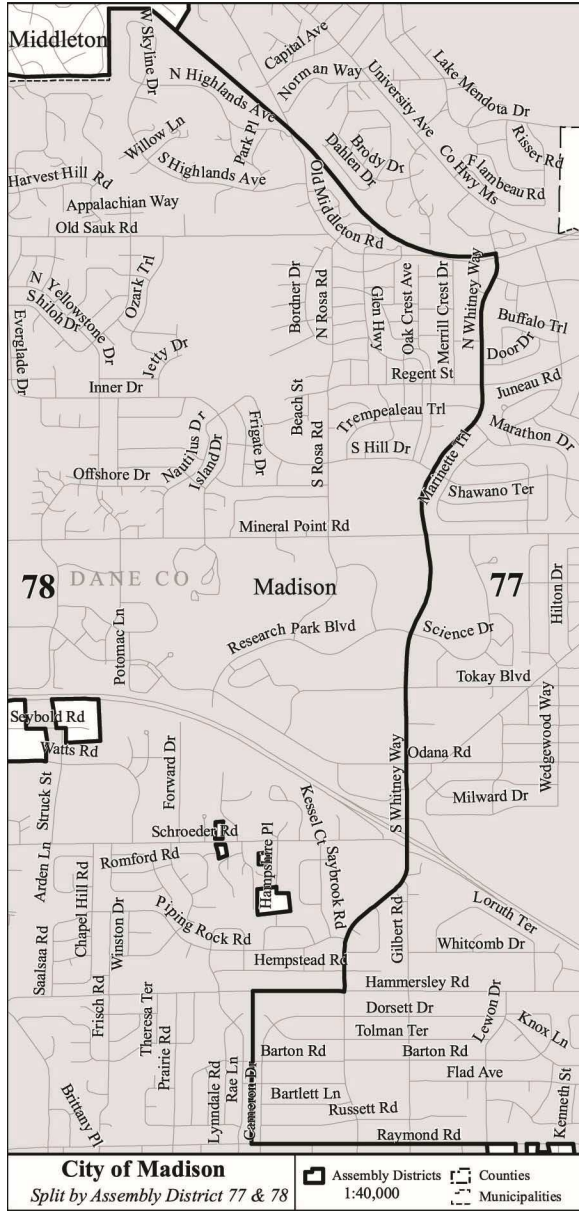 Middleton
W Skyline Dr
Capital Ave
N Highlands Ave
Norman Way
University Ave
Lake Mendota Dr
Willow Ln
Park Pl
Brody Dr
Dahlen Dr
Risser Rd
S Highlands Ave
Co Hwy Ms
Flambeau Rd
Harvest Hill Rd
Old Middleton Rd
Appalachian Way
Old Sauk Rd
N Yellowstone Dr
Shiloh Dr
Ozark Trl
Bordner Dr
N Rosa Rd
Glen Hwy
Oak Crest Ave
Merrill Crest Dr
N Whitney Way
Everglade Dr
Buffalo Trl
Door Dr
Jetty Dr
Inner Dr
Regent St
Juneau Rd
Beach St
Trempealeau Trl
Nautilus Dr
Island Dr
Frigate Dr
S Rosa Rd
S Hill Dr
Marinette Trl
Marathon Dr
Offshore Dr
Shawano Ter
Mineral Point Rd
78
DANE CO
Madison
77
Hilton Dr
Potomac Ln
Research Park Blvd
Science Dr
Tokay Blvd
Seybold Rd
Watts Rd
Struck St
Forward Dr
S Whitney Way
Odana Rd
Wedgewood Way
Kessel Ct
Milward Dr
Schroeder Rd
Hampshire Pl
Arden Ln
Romford Rd
Saybrook Rd
Chapel Hill Rd
Piping Rock Rd
Gilbert Rd
Loruth Ter
Winston Dr
Whitcomb Dr
Saalsaa Rd
Hempstead Rd
Hammersley Rd
Frisch Rd
Theresa Ter
Prairie Rd
Dorsett Dr
Lewon Dr
Knox Ln
Tolman Ter
Barton Rd
Barton Rd
Lynndale Rd
Rae Ln
Cameron Dr
Flad Ave
Brittany Pl
Bartlett Ln
Russett Rd
Kenneth St
Raymond Rd
City of Madison
Split by Assembly District 77 & 78
Assembly Districts
1:40,000
Counties
Municipalities